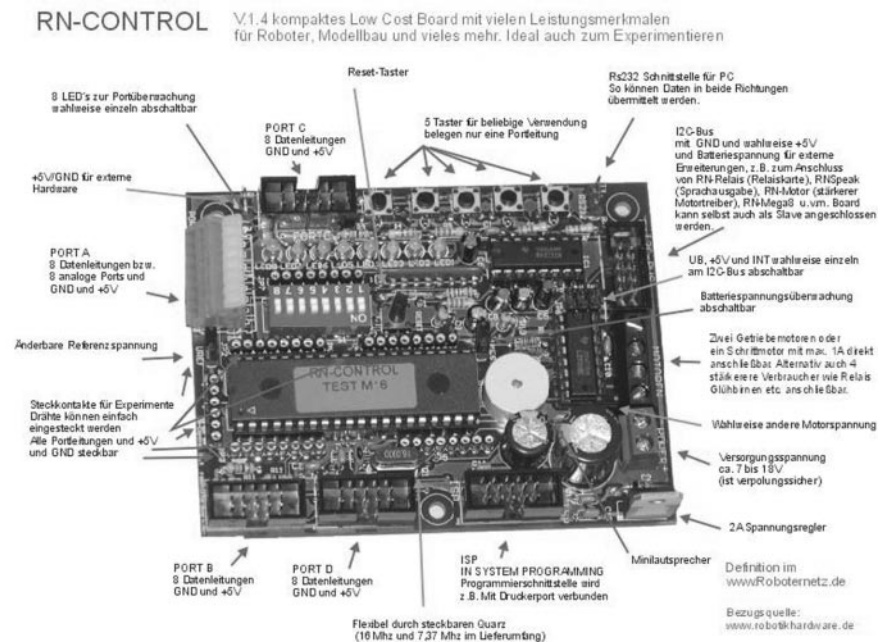 RN-CONTROL
V.1.4 kompaktes Low Cost Board mit vielen Leistungsmerkmalen
für Roboter, Modellbau und vieles mehr. Ideal auch zum Experimentieren
Reset-Taster
8 LED's zur Portüberwachung
wahlweise einzeln abschaltbar
PORT C
8 Datenleitungen
GND und +5V
5 Taster für beliebige Verwendung
belegen nur eine Portleitung
Rs232 Schnittstelle für PC
So können Daten in beide Richtungen
übermittelt werden.
I2C-Bus
mit GND und wahlweise +5V
und Batteriespannung für externe
Erweiterungen, z.B. zum Anschluss
von RN-Relais (Relaiskarte), RNSpeak
(Sprachausgabe), RN-Motor (stärkerer
Motortreiber), RN-Mega8 u.vm. Board
kann selbst auch als Slave angeschlossen
werden.
+5V/GND für externe
Hardware
PORT A
8 Datenleitungen bzw.
8 analoge Ports und
GND und +5V
UB, +5V und INT wahlweise einzeln
am I2C-Bus abschaltbar
Batteriespannungsüberwachung
abschaltbar
Änderbare Referenzspannung
Zwei Getriebemotoren oder
ein Schrittmotor mit max. 1A direkt
anschließbar. Alternativ auch 4
stärkerere Verbraucher wie Relais
Glühbirnen etc. anschließbar.
RN-CONTROL
TEST M16
ON
1 2 3 4 5 6 7 8
Steckkontakte für Experimente
Drähte können einfach
eingesteckt werden
Alle Portleitungen und +5V
und GND steckbar
Wahlweise andere Motorspannung
Versorgungsspannung
ca. 7 bis 18V
(ist verpolungssicher)
2A Spannungsregler
Minilautsprecher
PORT B
8 Datenleitungen
GND und +5V
PORT D
8 Datenleitungen
GND und +5V
ISP
IN SYSTEM PROGRAMMING
Programmierschnittstelle wird
z.B. Mit Druckerport verbunden
Flexibel durch steckbaren Quarz
(16 Mhz und 7,37 Mhz im Lieferumfang)
Definition im
www.Roboternetz.de
Bezugsquelle:
www.robotikhardware.de